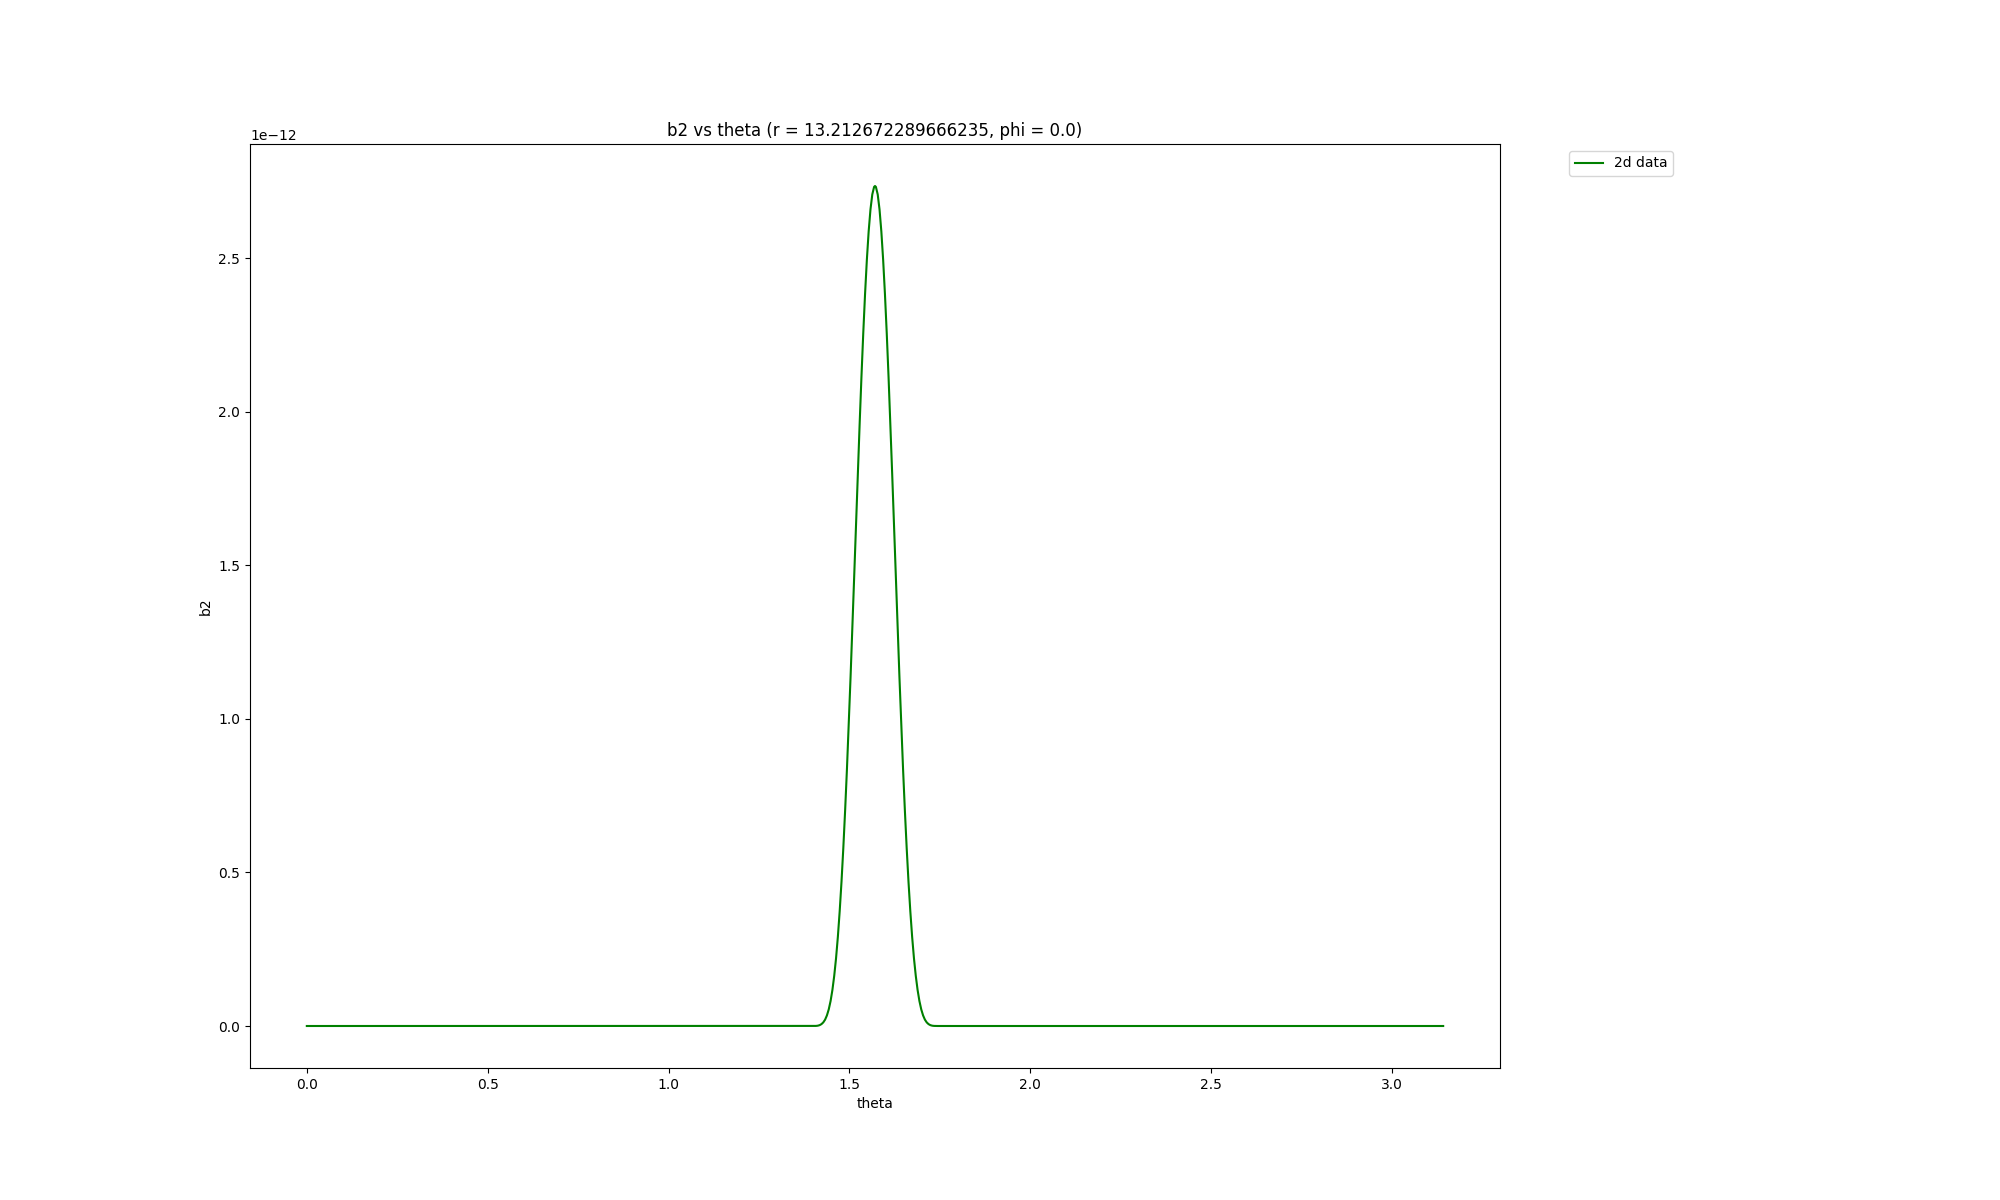 b2 vs theta (r = 13.212672289666235, phi = 0.0)
1e−12
2d data
2.5
2.0
1.5
1.0
0.5
0.0
b2
0.0 0.5 1.0 1.5 2.0 2.5 3.0
theta